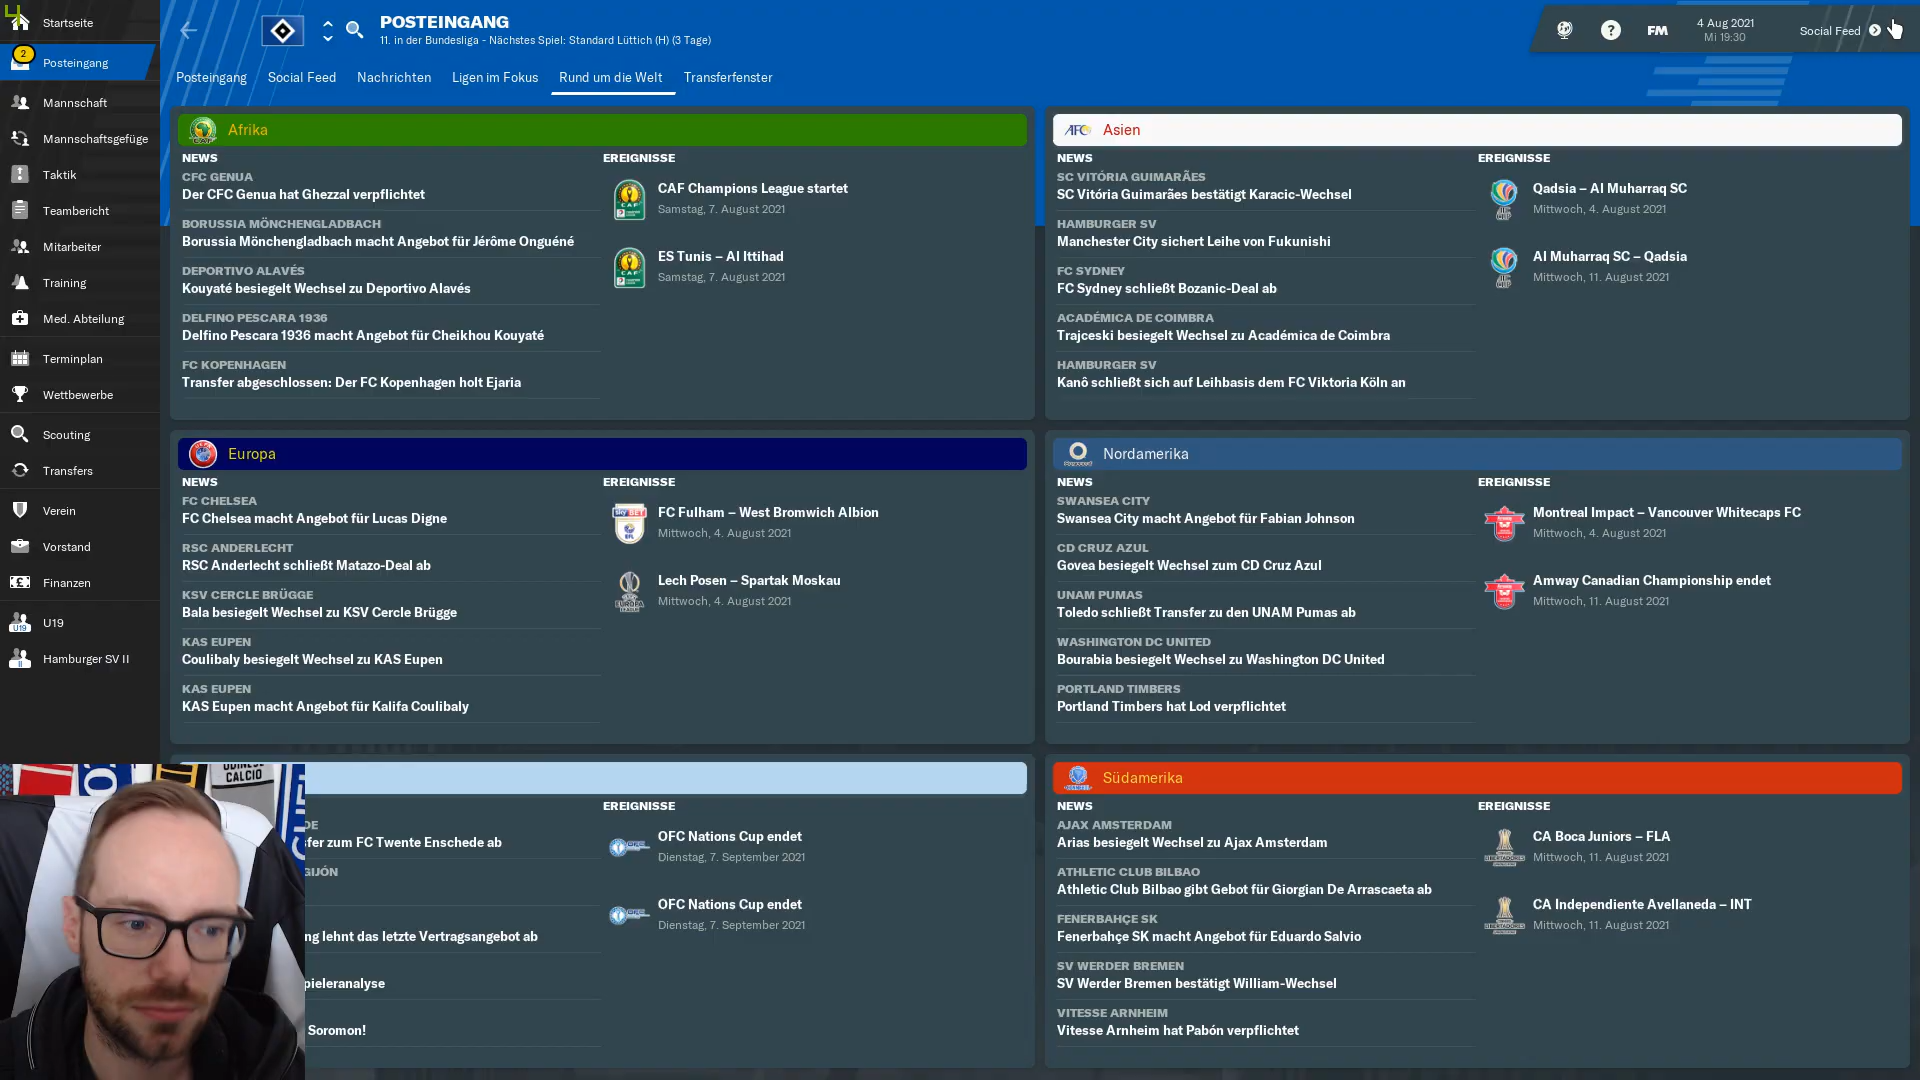 Startseite
2
Posteingang
Mannschaft
Mannschaftsgefüge
Taktik
Teambericht
Mitarbeiter
Training
Med. Abteilung
Terminplan
Wettbewerbe
Scouting
Transfers
Verein
Vorstand
Finanzen
U19
U19
Hamburger SV II
POSTEINGANG
11. in der Bundesliga - Nächstes Spiel: Standard Lüttich (H) (3 Tage)
? FM
4 Aug 2021
Mi 19:30
Social Feed
Posteingang Social Feed Nachrichten Ligen im Fokus Rund um die Welt Transferfenster
Afrika
NEWS
CFC GENUA
Der CFC Genua hat Ghezzal verpflichtet
BORUSSIA MÖNCHENGLADBACH
Borussia Mönchengladbach macht Angebot für Jérôme Onguéné
DEPORTIVO ALAVÉS
Kouyaté besiegelt Wechsel zu Deportivo Alavés
DELFINO PESCARA 1936
Delfino Pescara 1936 macht Angebot für Cheikhou Kouyaté
FC KOPENHAGEN
Transfer abgeschlossen: Der FC Kopenhagen holt Ejaria
EREIGNISSE
CAF Champions League startet
Samstag, 7. August 2021
ES Tunis – Al Ittihad
Samstag, 7. August 2021
AFC Asien
NEWS
SC VITÓRIA GUIMARÃES
SC Vitória Guimarães bestätigt Karacic-Wechsel
HAMBURGER SV
Manchester City sichert Leihe von Fukunishi
FC SYDNEY
FC Sydney schließt Bozanic-Deal ab
ACADÉMICA DE COIMBRA
Trajceski besiegelt Wechsel zu Académica de Coimbra
HAMBURGER SV
Kanô schließt sich auf Leihbasis dem FC Viktoria Köln an
EREIGNISSE
Qadsia – Al Muharraq SC
Mittwoch, 4. August 2021
Al Muharraq SC – Qadsia
Mittwoch, 11. August 2021
Europa
NEWS
FC CHELSEA
FC Chelsea macht Angebot für Lucas Digne
RSC ANDERLECHT
RSC Anderlecht schließt Matazo-Deal ab
KSV CERCLE BRÜGGE
Bala besiegelt Wechsel zu KSV Cercle Brügge
KAS EUPEN
Coulibaly besiegelt Wechsel zu KAS Eupen
KAS EUPEN
KAS Eupen macht Angebot für Kalifa Coulibaly
EREIGNISSE
FC Fulham – West Bromwich Albion
Mittwoch, 4. August 2021
Lech Posen – Spartak Moskau
Mittwoch, 4. August 2021
Nordamerika
NEWS
SWANSEA CITY
Swansea City macht Angebot für Fabian Johnson
CD CRUZ AZUL
Govea besiegelt Wechsel zum CD Cruz Azul
UNAM PUMAS
Toledo schließt Transfer zu den UNAM Pumas ab
WASHINGTON DC UNITED
Bourabia besiegelt Wechsel zu Washington DC United
PORTLAND TIMBERS
Portland Timbers hat Lod verpflichtet
EREIGNISSE
Montreal Impact – Vancouver Whitecaps FC
Mittwoch, 4. August 2021
Amway Canadian Championship endet
Mittwoch, 11. August 2021
DE
sfer zum FC Twente Enschede ab
GIJÓN
ng lehnt das letzte Vertragsangebot ab
pieleranalyse
Soromon!
EREIGNISSE
OFC Nations Cup endet
Dienstag, 7. September 2021
OFC Nations Cup endet
Dienstag, 7. September 2021
Südamerika
NEWS
AJAX AMSTERDAM
Arias besiegelt Wechsel zu Ajax Amsterdam
ATHLETIC CLUB BILBAO
Athletic Club Bilbao gibt Gebot für Giorgian De Arrascaeta ab
FENERBAHÇE SK
Fenerbahçe SK macht Angebot für Eduardo Salvio
SV WERDER BREMEN
SV Werder Bremen bestätigt William-Wechsel
VITESSE ARNHEIM
Vitesse Arnheim hat Pabón verpflichtet
EREIGNISSE
CA Boca Juniors – FLA
Mittwoch, 11. August 2021
CA Independiente Avellaneda – INT
Mittwoch, 11. August 2021
CALCIO